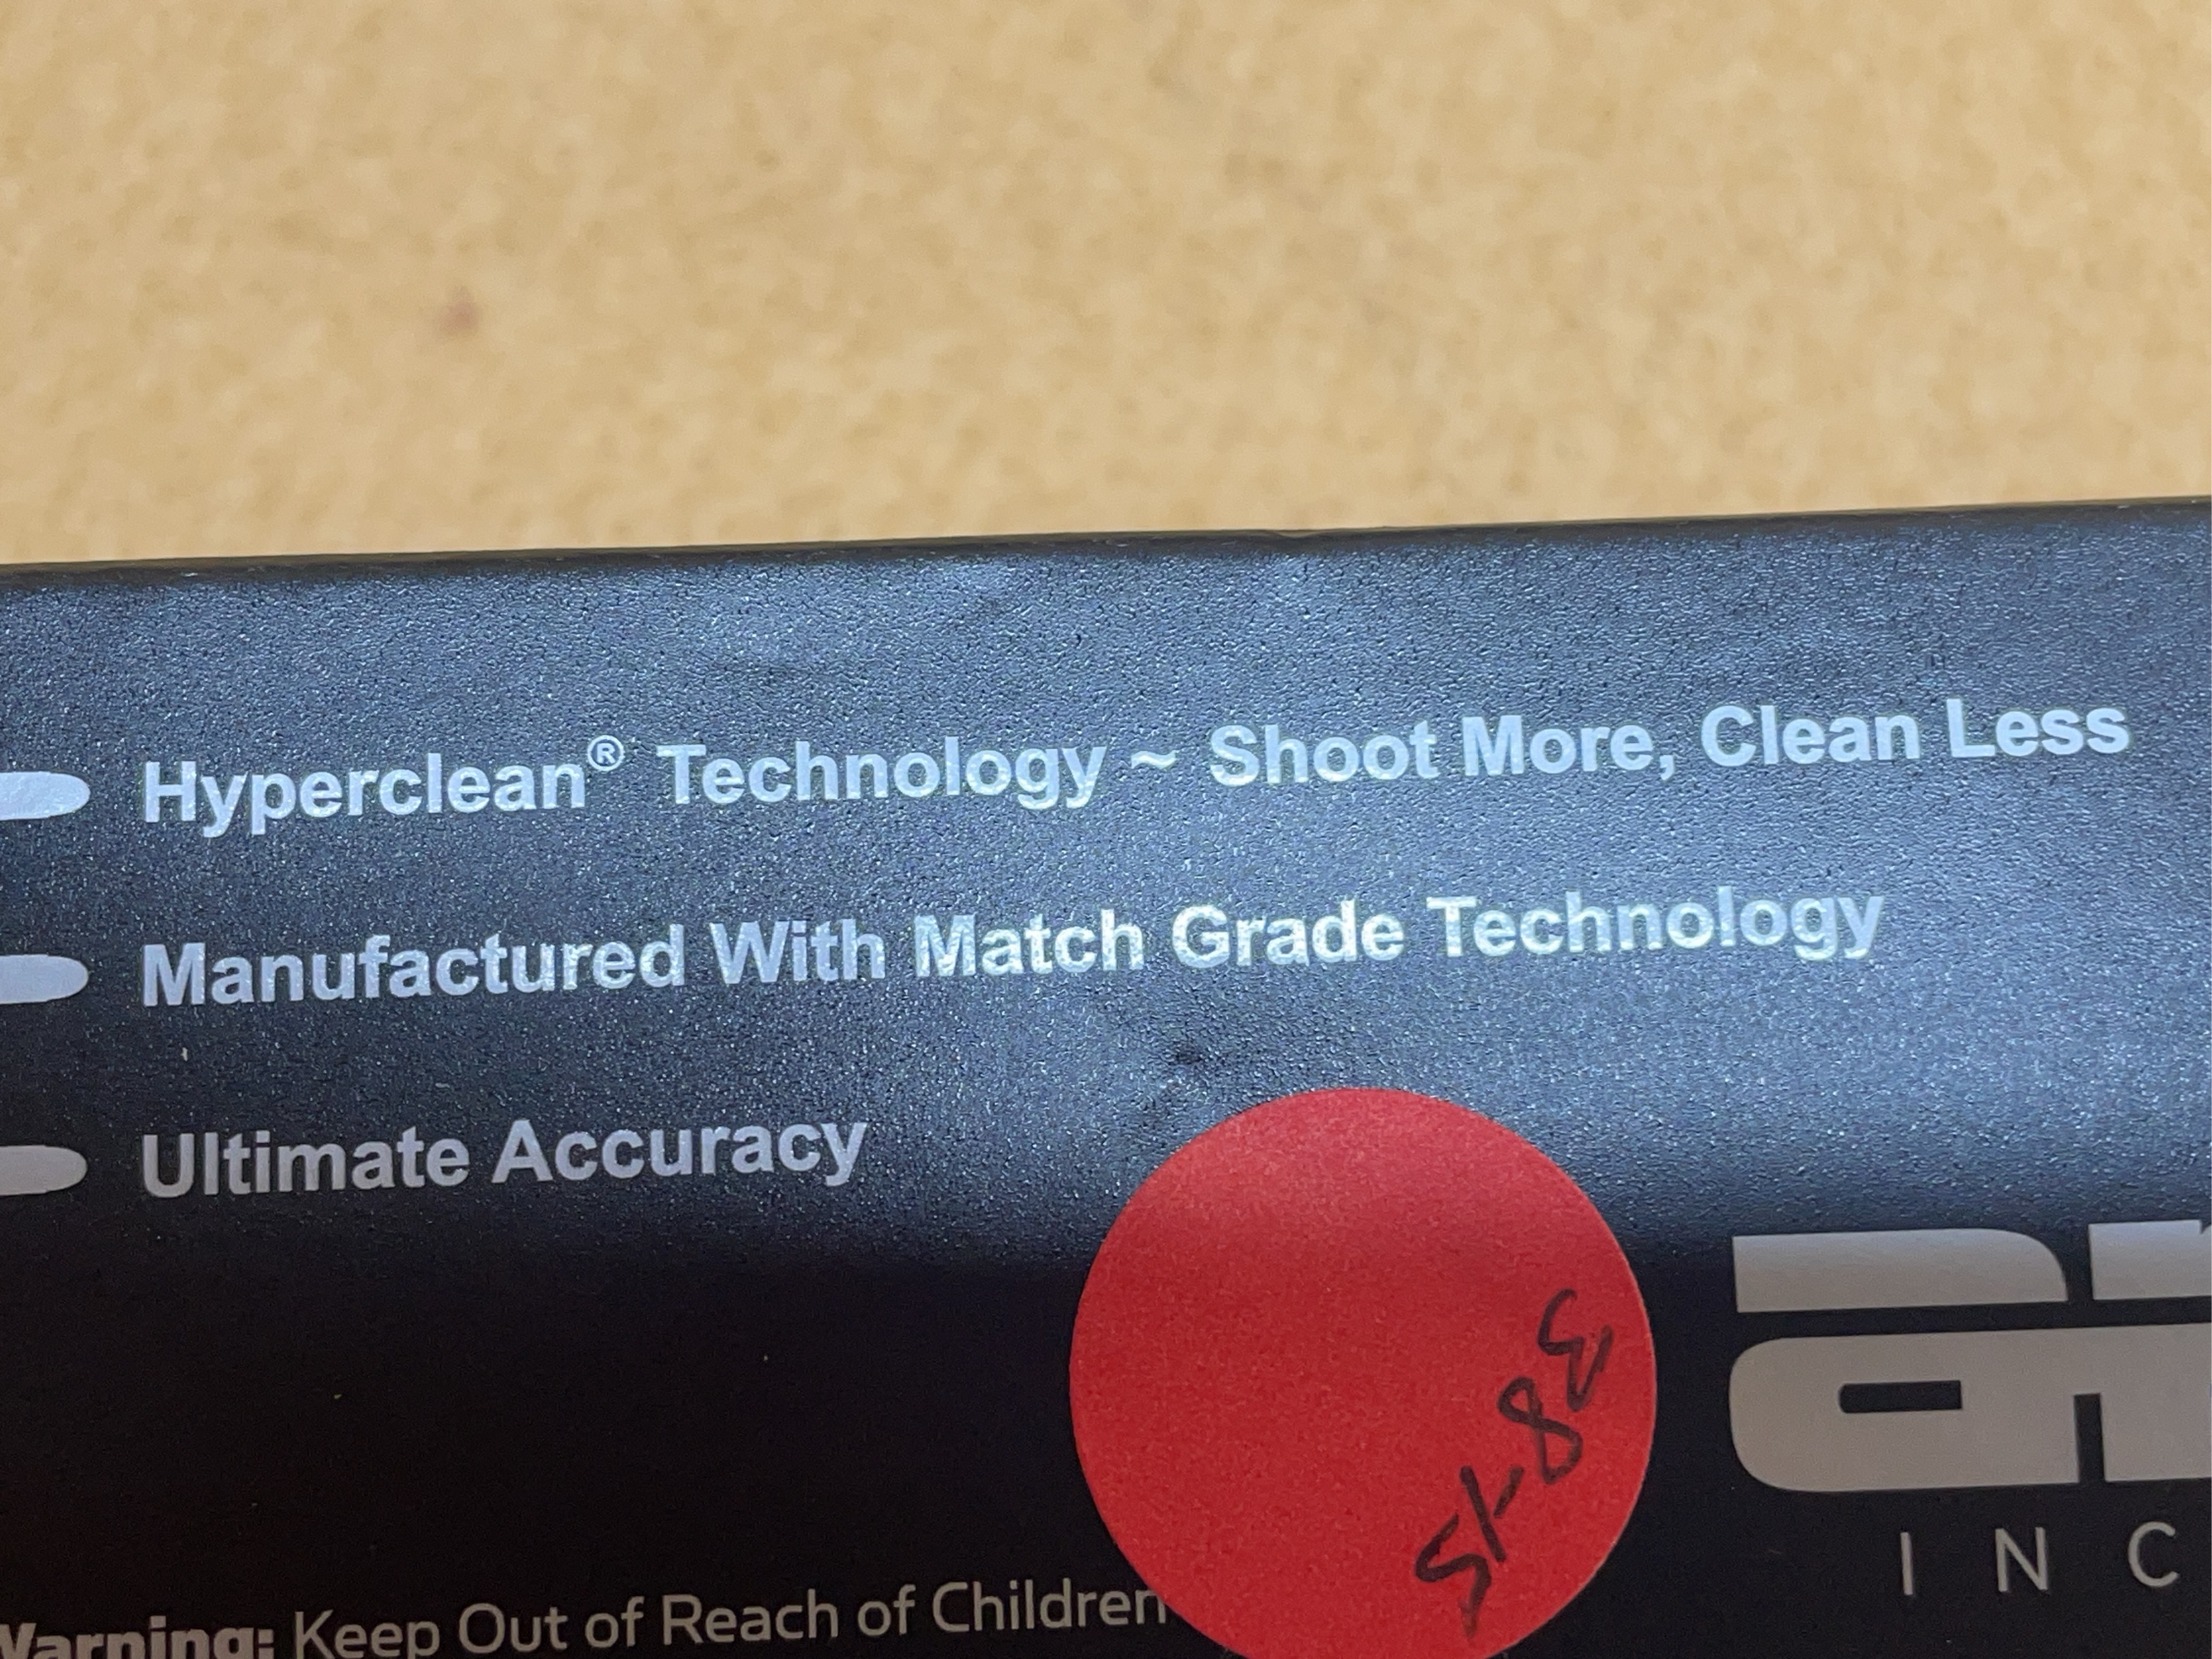 Hyperclean® Technology ~ Shoot More, Clean Less
Manufactured With Match Grade Technology
Ultimate Accuracy
38-15
INC
Warning: Keep Out of Reach of Children